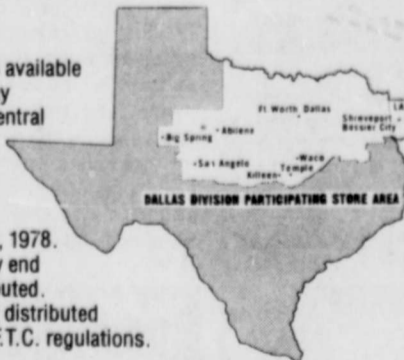 available
y
entral
Ft Worth Dallas
LA
Shreveport
Bossier City
Big Spring
Abilene
San Angelo
Waco
Temple
Killeen
DALLAS DIVISION PARTICIPATING STORE AREA
, 1978.
y end
uted.
distributed
F.T.C. regulations.